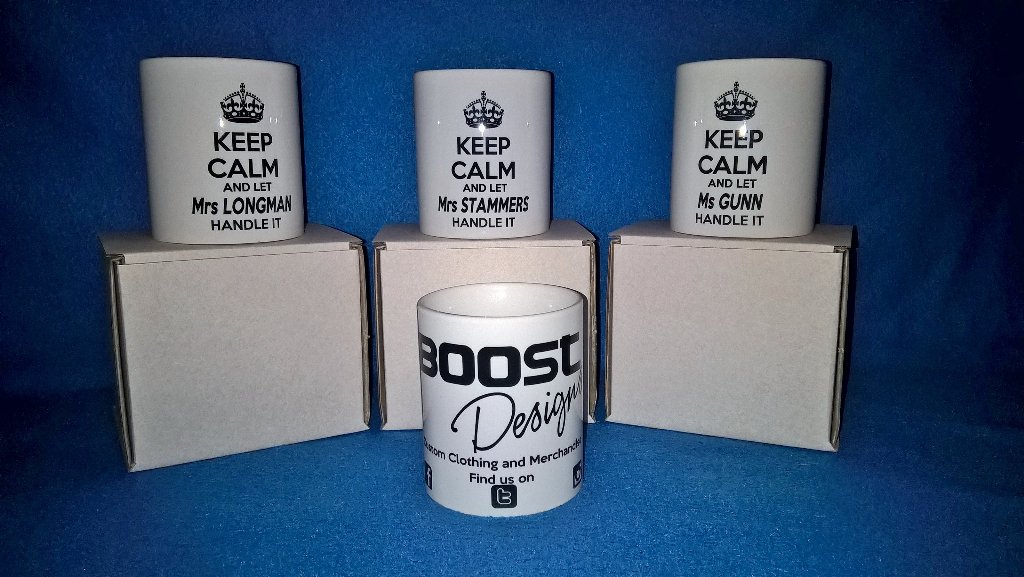 KEEP
CALM
AND LET
Mrs LONGMAN
HANDLE IT
KEEP
CALM
AND LET
Mrs STAMMERS
HANDLE IT
KEEP
CALM
AND LET
Ms GUNN
HANDLE IT
BOOST
Designs
Custom Clothing and Merchandise
Find us on